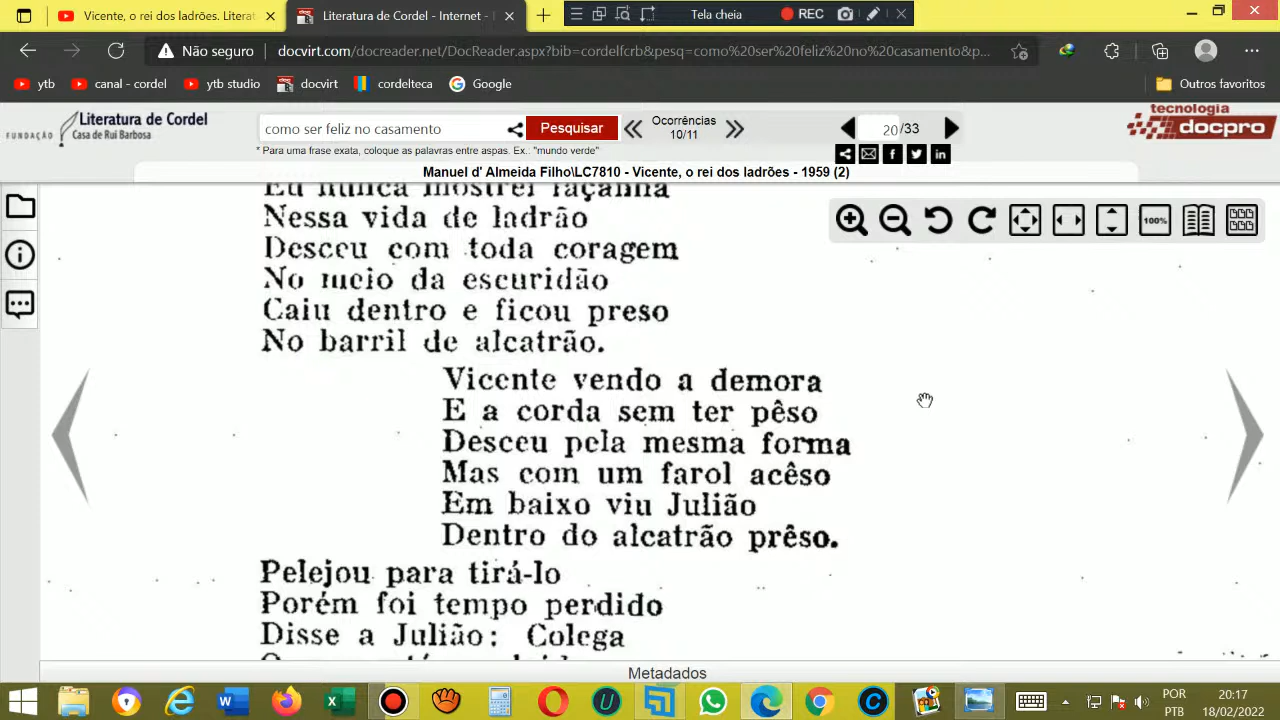 Vicente, o rei dos ladrões. Literat
Literatura de Cordel - Internet -
Tela cheia
REC
Não seguro
docvirt.com/docreader.net/DocReader.aspx?bib=cordelfcrb&pesq=como%20ser%20feliz%20no%20casamento&p...
ytb
canal - cordel
ytb studio
docvirt
cordelteca
Google
Outros favoritos
FUNDAÇÃO
Literatura de Cordel
Casa de Rui Barbosa
como ser feliz no casamento
Pesquisar
Ocorrências
10/11
20/33
tecnologia
docpro
* Para uma frase exata, coloque as palavras entre aspas. Ex.: "mundo verde"
Manuel d' Almeida Filho\LC7810 - Vicente, o rei dos ladrões - 1959 (2)
100%
Eu nunca mostrei façanha
Nessa vida de ladrão
Desceu com toda coragem
No meio da escuridão
Caiu dentro e ficou preso
No barril de alcatrão.
Vicente vendo a demora
E a corda sem ter pêso
Desceu pela mesma forma
Mas com um farol acêso
Em baixo viu Julião
Dentro do alcatrão prêso.
Pelejou para tirá-lo
Porém foi tempo perdido
Disse a Julião: Colega
Metadados
POR
PTB
20:17
18/02/2022